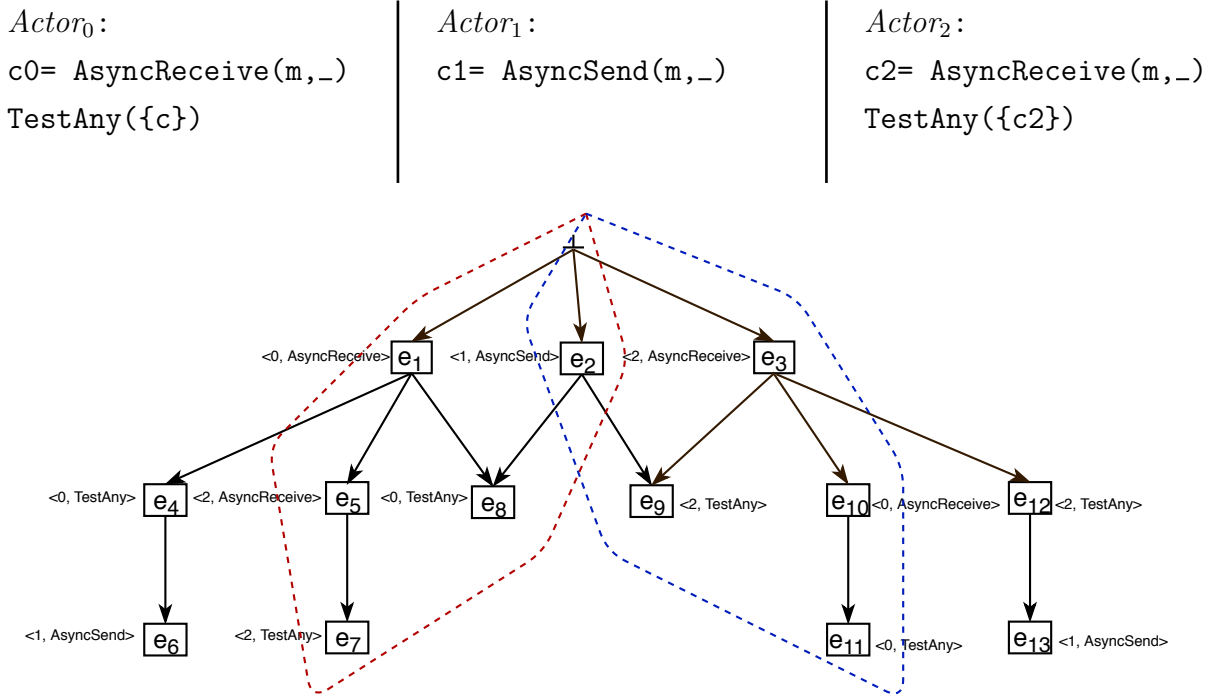 Actor₀:
c0= AsyncReceive(m,_)
TestAny({c})
Actor₁:
c1= AsyncSend(m,_)
Actor₂:
c2= AsyncReceive(m,_)
TestAny({c2})
⊥
<0, AsyncReceive> e₁ <1, AsyncSend> e₂ <2, AsyncReceive> e₃
<0, TestAny> e₄ <2, AsyncReceive> e₅ <0, TestAny> e₈ e₉ <2, TestAny> e₁₀ <0, AsyncReceive> e₁₂ <2, TestAny>
<1, AsyncSend> e₆ <2, TestAny> e₇ e₁₁ <0, TestAny> e₁₃ <1, AsyncSend>